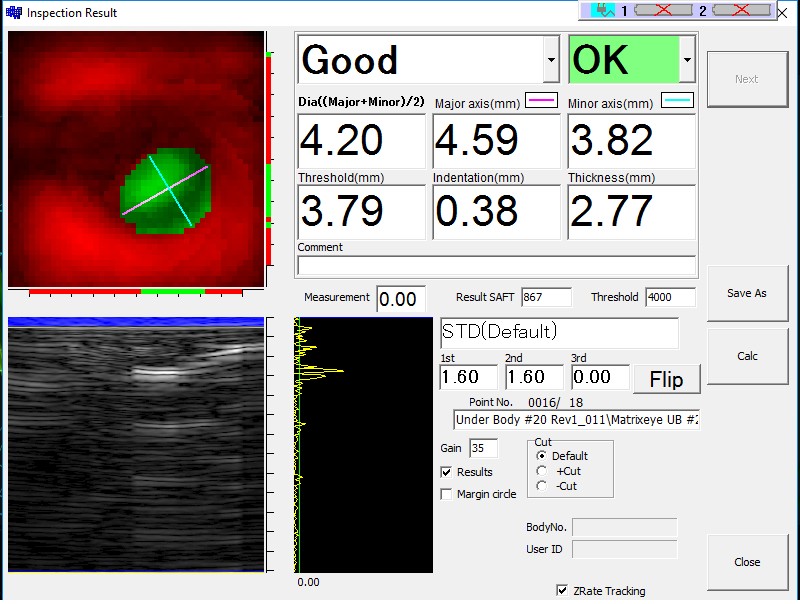 Inspection Result
1 2
Good OK
Next
Dia((Major+Minor)/2) Major axis(mm) Minor axis(mm)
4.20 4.59 3.82
Threshold(mm) Indentation(mm) Thickness(mm)
3.79 0.38 2.77
Comment
Measurement 0.00 Result SAFT 867 Threshold 4000
Save As
STD(Default)
Calc
1st 2nd 3rd
1.60 1.60 0.00 Flip
Point No. 0016/ 18
Under Body #20 Rev1_011\Matrixeye UB #2
Gain 35
Cut
Default
Results
+Cut
-Cut
Margin circle
BodyNo.
User ID
Close
0.00
ZRate Tracking